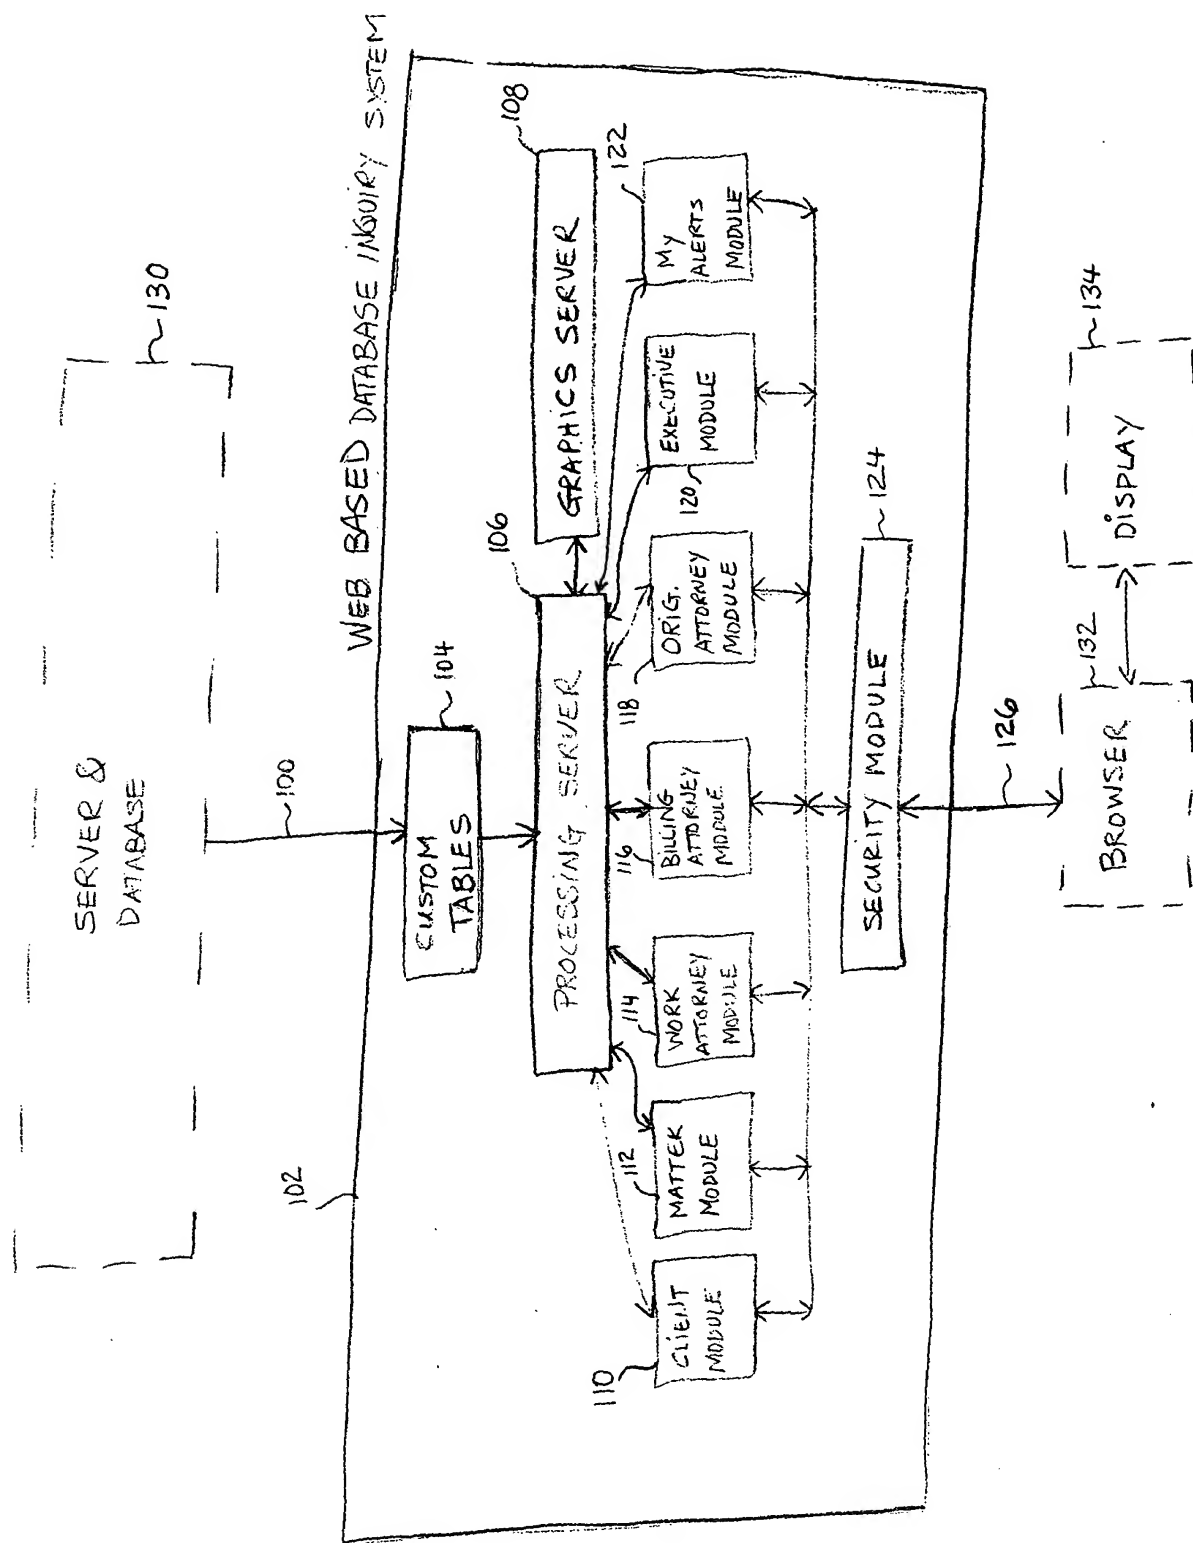 SERVER &
DATABASE
130
100
WEB BASED DATABASE INQUIRY SYSTEM
102
CUSTOM
TABLES
104
PROCESSING SERVER
106
GRAPHICS SERVER
108
110
CLIENT
MODULE
112
MATTER
MODULE
114
WORK
ATTORNEY
MODULE
116
BILLING
ATTORNEY
MODULE
118
ORIG.
ATTORNEY
MODULE
120
EXECUTIVE
MODULE
122
MY
ALERTS
MODULE
SECURITY MODULE
124
126
BROWSER
132
DISPLAY
134